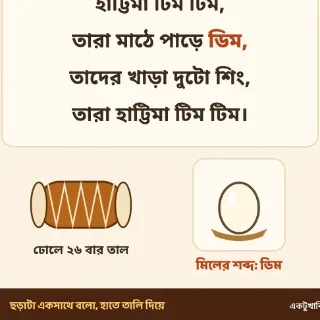 হাট্টিমা টিম টিম,
তারা মাঠে পাড়ে ডিম,
তাদের খাড়া দুটো শিং,
তারা হাট্টিমা টিম টিম।
ঢোলে ২৬ বার তাল
মিলের শব্দ: ডিম
ছড়াটা একসাথে বলো, হাতে তালি দিয়ে